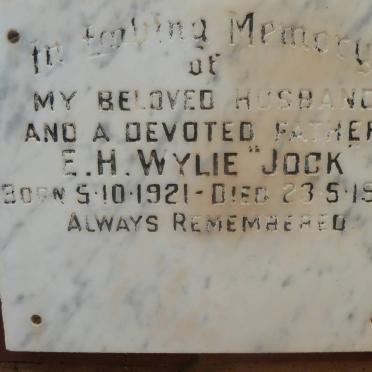 In Loving Memory
of
MY BELOVED HUSBAND
AND A DEVOTED FATHER
E.H. WYLIE "JOCK
BORN 5·10·1921 - DIED 23·5·19
ALWAYS REMEMBERED